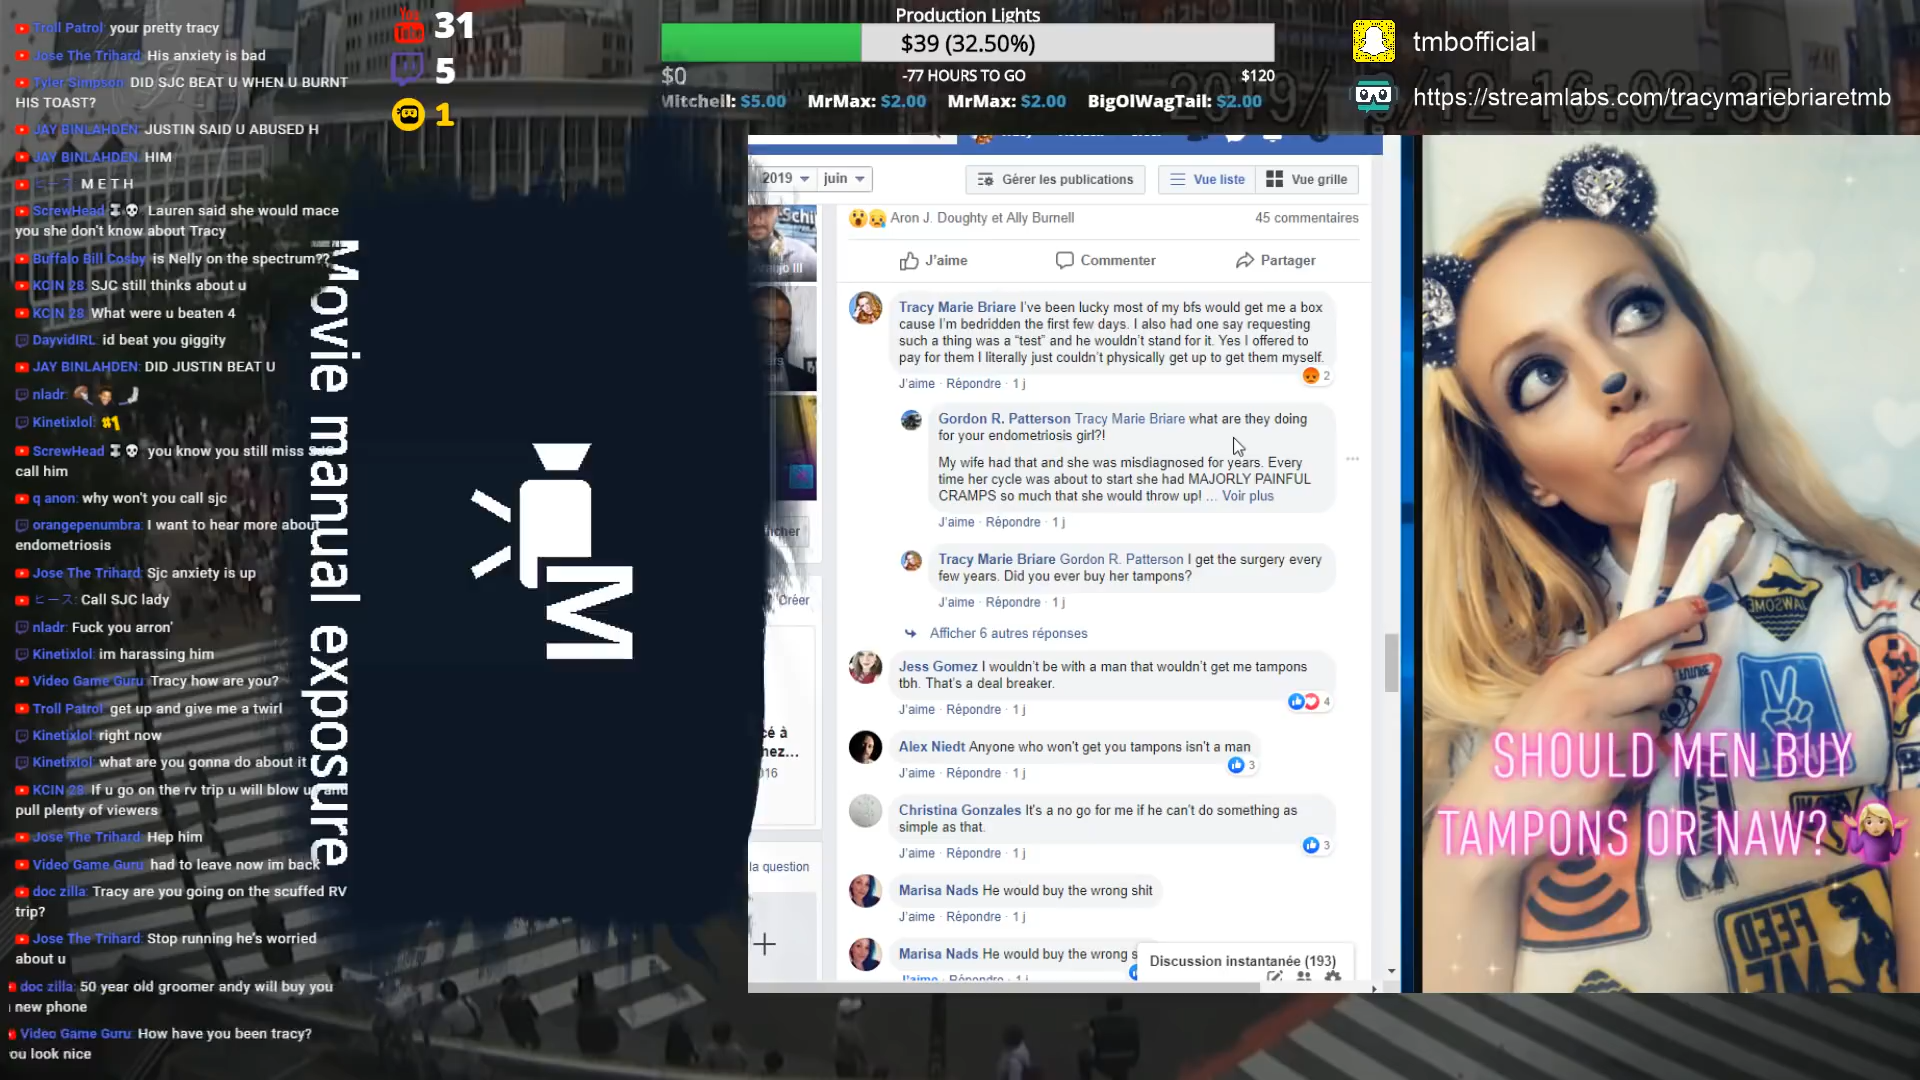 Troll Patrol: your pretty tracy
Jose The Trihard: His anxiety is bad
Tyler Simpson: DID SJC BEAT U WHEN U BURNT
HIS TOAST?
JAY BINLAHDEN: JUSTIN SAID U ABUSED H
JAY BINLAHDEN: HIM
ヒース: M E T H
ScrewHead: Lauren said she would mace
you she don't know about Tracy
Buffalo Bill Cosby: is Nelly on the spectrum??
KCIN 28: SJC still thinks about u
KCIN 28: What were u beaten 4
DayvidIRL: id beat you giggity
JAY BINLAHDEN: DID JUSTIN BEAT U
nladr:
Kinetixlol: #1
ScrewHead: you know you still miss SJC
call him
q anon: why won't you call sjc
orangepenumbra: I want to hear more about
endometriosis
Jose The Trihard: Sjc anxiety is up
ヒース: Call SJC lady
nladr: Fuck you arron'
Kinetixlol: im harassing him
Video Game Guru: Tracy how are you?
Troll Patrol: get up and give me a twirl
Kinetixlol: right now
Kinetixlol: what are you gonna do about it
KCIN 28: If u go on the rv trip u will blow up and
pull plenty of viewers
Jose The Trihard: Hep him
Video Game Guru: had to leave now im back
doc zilla: Tracy are you going on the scuffed RV
trip?
Jose The Trihard: Stop running he's worried
about u
doc zilla: 50 year old groomer andy will buy you
new phone
Video Game Guru: How have you been tracy?
you look nice
You Tube 31
5
1
Movie manual exposure
M
Production Lights
$39 (32.50%)
$0
-77 HOURS TO GO
$120
Mitchell: $5.00 MrMax: $2.00 MrMax: $2.00 BigOlWagTail: $2.00
tmbofficial
https://streamlabs.com/tracymariebriaretmb
16:02:35
2019 juin
Gérer les publications
Vue liste
Vue grille
Aron J. Doughty et Ally Burnell
45 commentaires
J'aime
Commenter
Partager
Tracy Marie Briare I've been lucky most of my bfs would get me a box
cause I'm bedridden the first few days. I also had one say requesting
such a thing was a "test" and he wouldn't stand for it. Yes I offered to
pay for them I literally just couldn't physically get up to get them myself.
2
J'aime · Répondre · 1 j
Gordon R. Patterson Tracy Marie Briare what are they doing
for your endometriosis girl?!
My wife had that and she was misdiagnosed for years. Every
time her cycle was about to start she had MAJORLY PAINFUL
CRAMPS so much that she would throw up! ... Voir plus
J'aime · Répondre · 1 j
Tracy Marie Briare Gordon R. Patterson I get the surgery every
few years. Did you ever buy her tampons?
J'aime · Répondre · 1 j
Afficher 6 autres réponses
Jess Gomez I wouldn't be with a man that wouldn't get me tampons
tbh. That's a deal breaker.
4
J'aime · Répondre · 1 j
Alex Niedt Anyone who won't get you tampons isn't a man
3
J'aime · Répondre · 1 j
Christina Gonzales It's a no go for me if he can't do something as
simple as that.
3
J'aime · Répondre · 1 j
Marisa Nads He would buy the wrong shit
J'aime · Répondre · 1 j
Marisa Nads He would buy the wrong s
J'aime · Répondre · 1 j
Discussion instantanée (193)
Créer
la question
SHOULD MEN BUY
TAMPONS OR NAW?
JAWSOME
FEED
ME